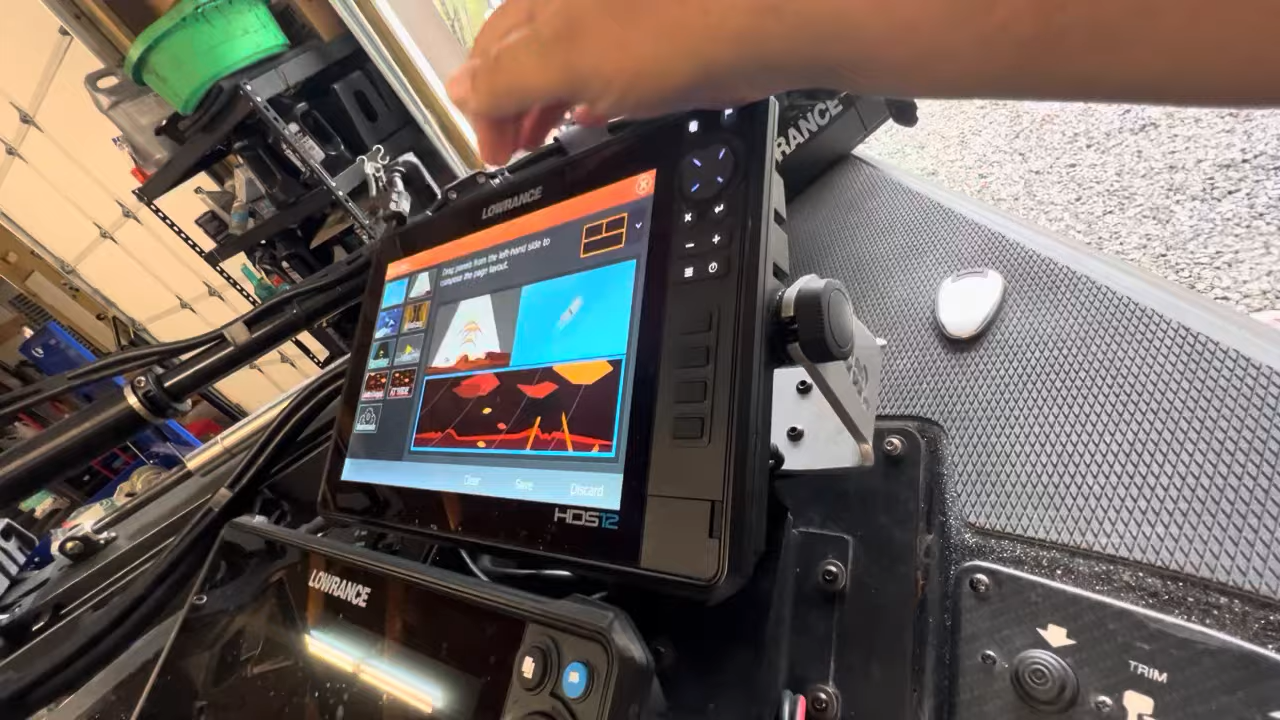 RANCE
LOWRANCE
Drag panels from the left-hand side to
compose the page layout.
Clear
Save
Discard
HDS12
LOWRANCE
TRIM